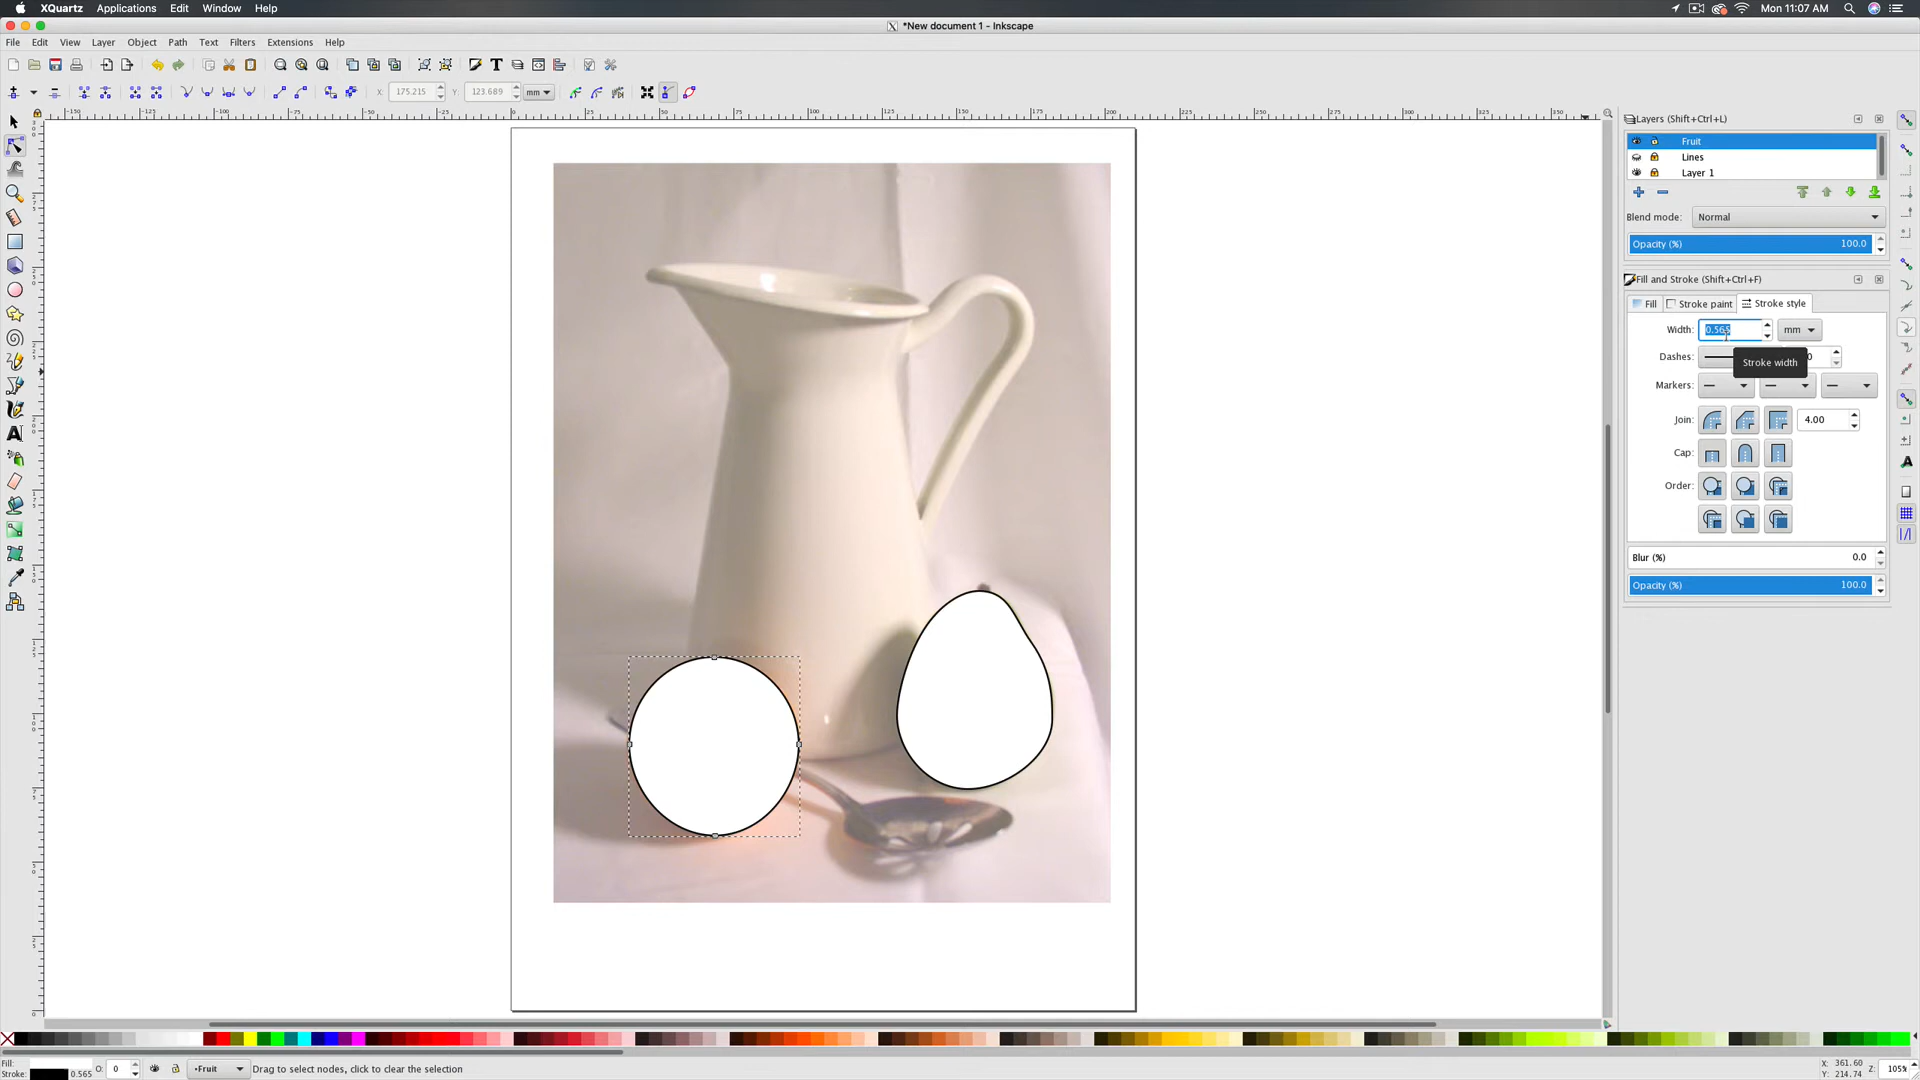 XQuartz Applications Edit Window Help Mon 11:07 AM
*New document 1 - Inkscape
File Edit View Layer Object Path Text Filters Extensions Help
X: 175.215 Y: 123.689 mm
Layers (Shift+Ctrl+L)
Fruit
Lines
Layer 1
Blend mode: Normal
Opacity (%) 100.0
Fill and Stroke (Shift+Ctrl+F)
Fill Stroke paint Stroke style
Width: 0.565 mm
Dashes:
Stroke width
Markers:
Join: 4.00
Cap:
Order:
Blur (%) 0.0
Opacity (%) 100.0
Fill:
Stroke: 0.565 O: 0 •Fruit Drag to select nodes, click to clear the selection
X: 361.60
Y: 214.74
Z: 105%